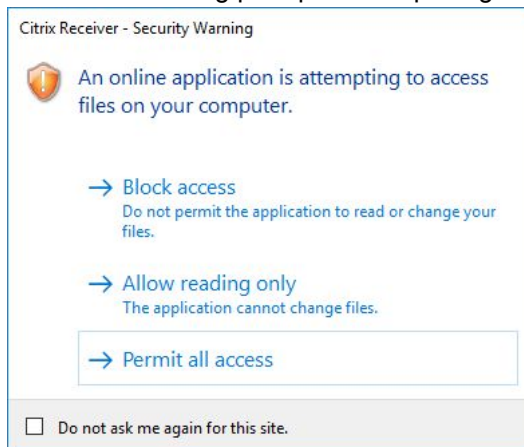 Citrix Receiver - Security Warning
An online application is attempting to access
files on your computer.
→ Block access
Do not permit the application to read or change your
files.
→ Allow reading only
The application cannot change files.
→ Permit all access
Do not ask me again for this site.